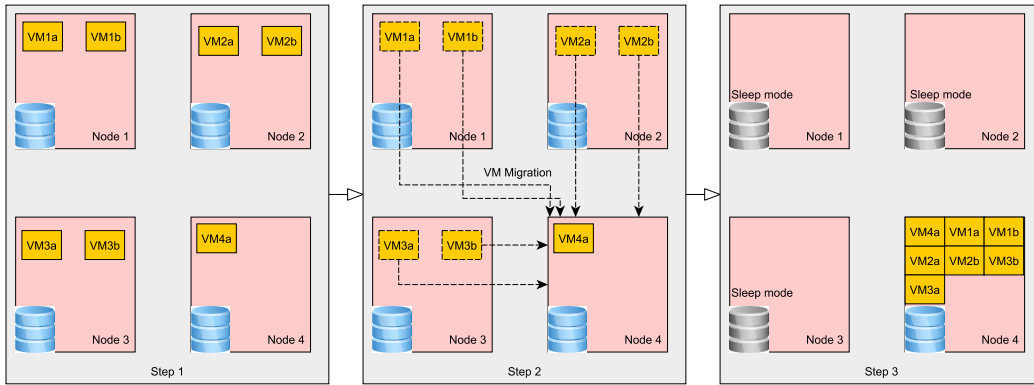 VM1a
VM1b
VM2a
VM2b
Node 1
Node 2
VM3a
VM3b
VM4a
Node 3
Node 4
Step 1
VM1a
VM1b
VM2a
VM2b
Node 1
Node 2
VM Migration
VM3a
VM3b
VM4a
Node 3
Node 4
Step 2
Sleep mode
Sleep mode
Node 1
Node 2
Sleep mode
VM4a
VM1a
VM1b
VM2a
VM2b
VM3b
VM3a
Node 3
Node 4
Step 3